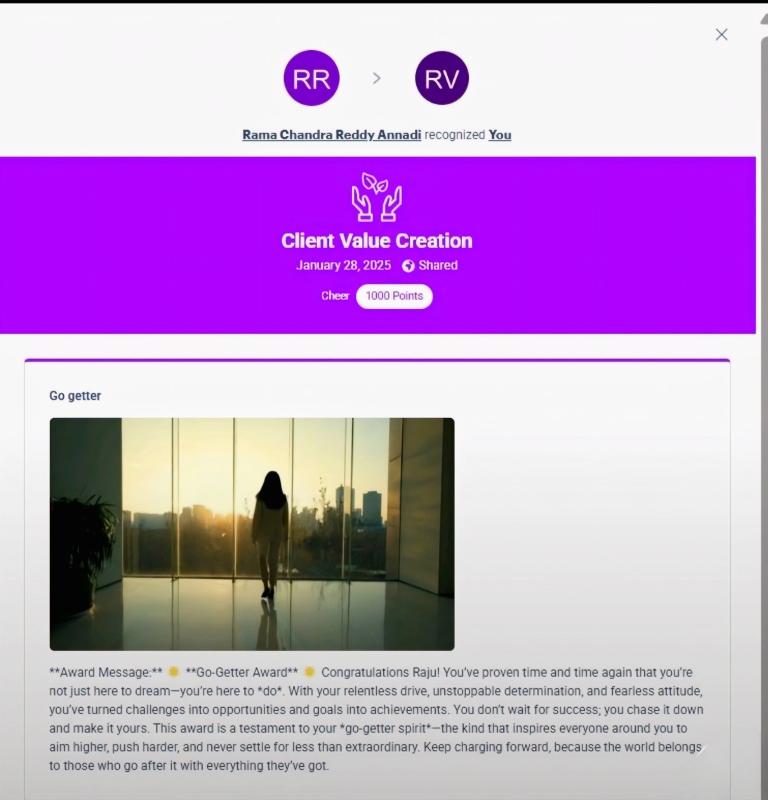 RR > RV
Rama Chandra Reddy Annadi recognized You
Client Value Creation
January 28, 2025 Shared
Cheer 1000 Points
Go getter
**Award Message:** ☀️ **Go-Getter Award** ☀️ Congratulations Raju! You've proven time and time again that you're
not just here to dream—you're here to *do*. With your relentless drive, unstoppable determination, and fearless attitude,
you've turned challenges into opportunities and goals into achievements. You don't wait for success; you chase it down
and make it yours. This award is a testament to your *go-getter spirit*—the kind that inspires everyone around you to
aim higher, push harder, and never settle for less than extraordinary. Keep charging forward, because the world belongs
to those who go after it with everything they've got.